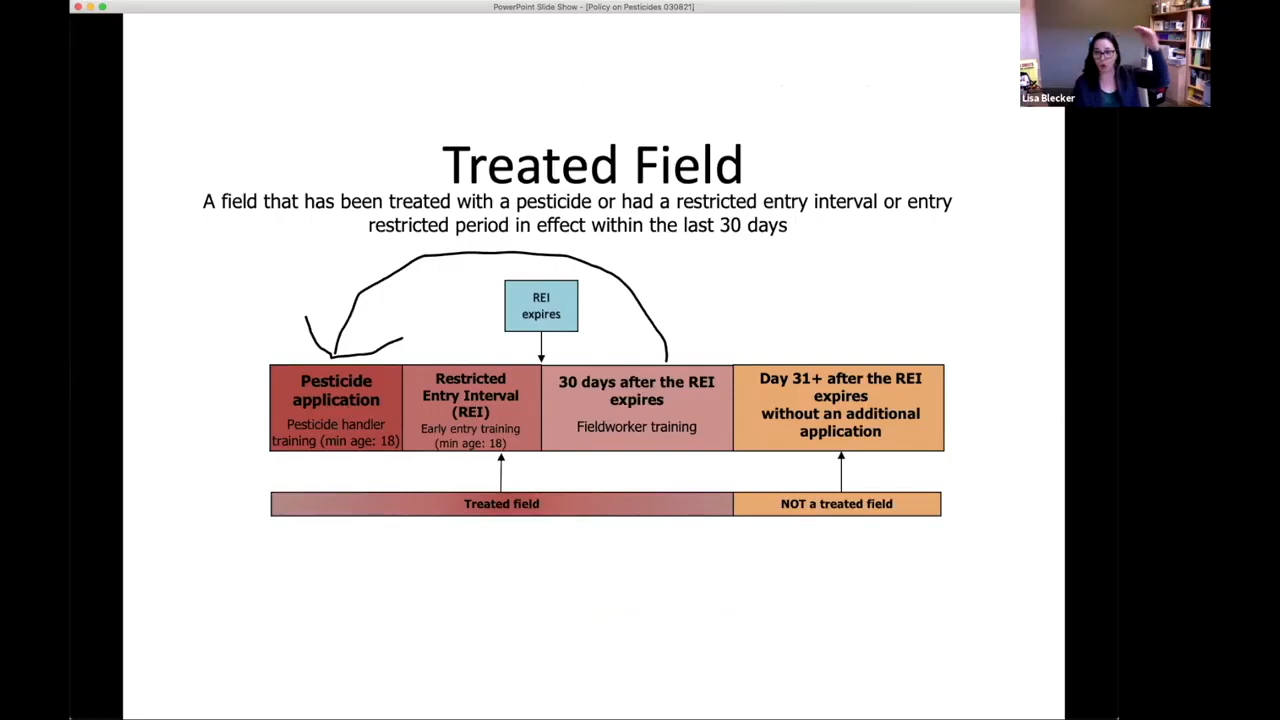 PowerPoint Slide Show - [Policy on Pesticides 030821]
Lisa Blecker
Treated Field
A field that has been treated with a pesticide or had a restricted entry interval or entry
restricted period in effect within the last 30 days
REI
expires
Pesticide
application
Pesticide handler
training (min age: 18)
Restricted
Entry Interval
(REI)
Early entry training
(min age: 18)
30 days after the REI
expires
Fieldworker training
Day 31+ after the REI
expires
without an additional
application
Treated field
NOT a treated field